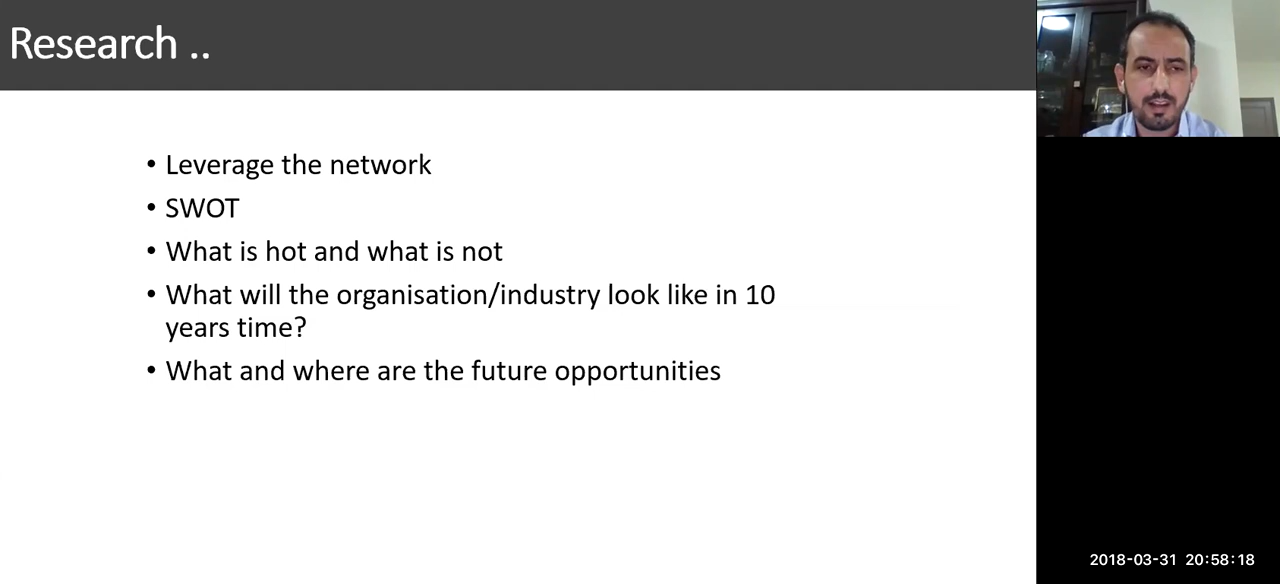 Research ..
• Leverage the network
• SWOT
• What is hot and what is not
• What will the organisation/industry look like in 10
years time?
• What and where are the future opportunities
2018-03-31 20:58:18